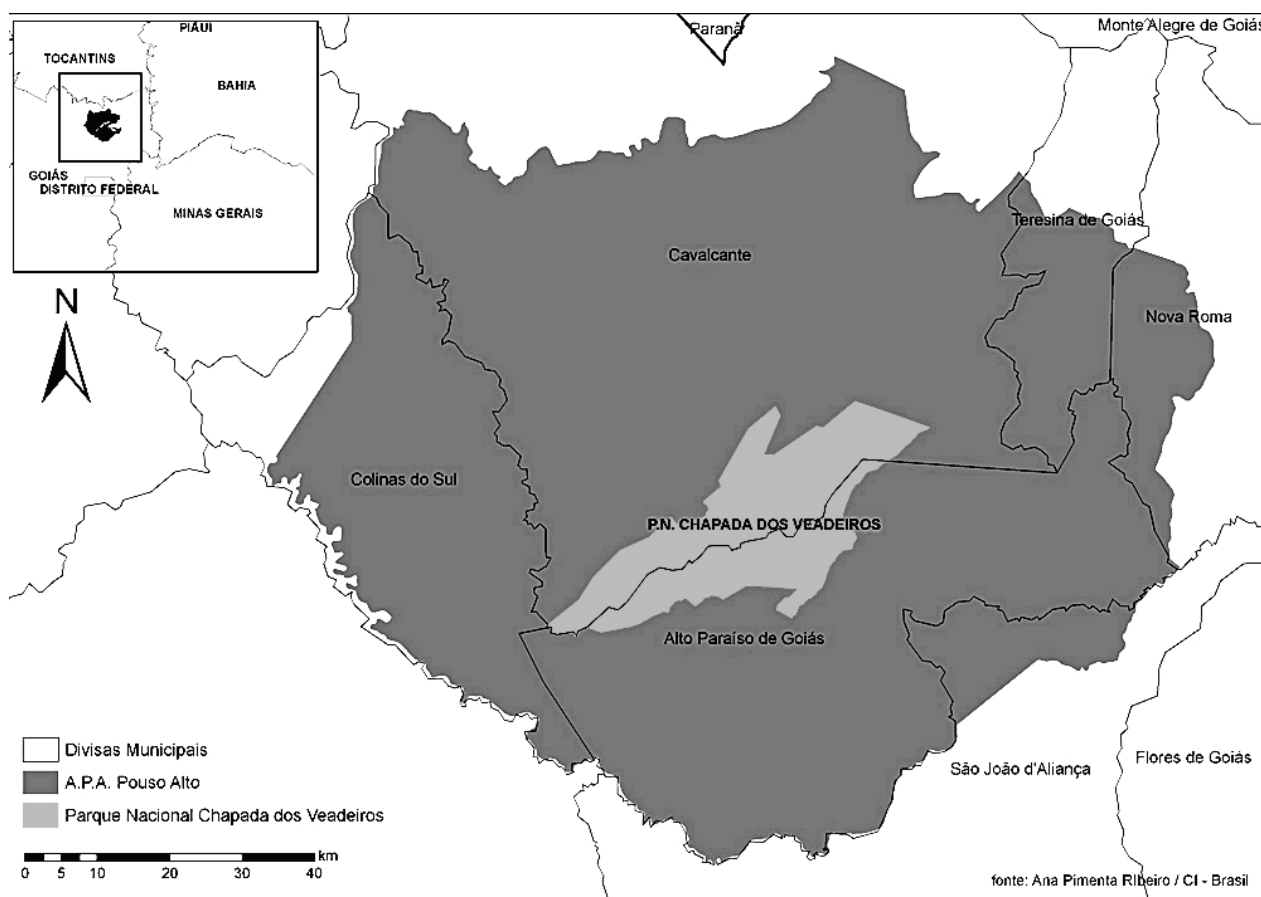 PIAUI
TOCANTINS
BAHIA
GOIÁS
DISTRITO FEDERAL
MINAS GERAIS
Paranã
Monte Alegre de Goiás
Teresina de Goiás
Cavalcante
Nova Roma
N
Colinas do Sul
P.N. CHAPADA DOS VEADEIROS
Alto Paraíso de Goiás
São João d'Aliança
Flores de Goiás
Divisas Municipais
A.P.A. Pouso Alto
Parque Nacional Chapada dos Veadeiros
km
0 5 10 20 30 40
fonte: Ana Pimenta RIbeiro / CI - Brasil